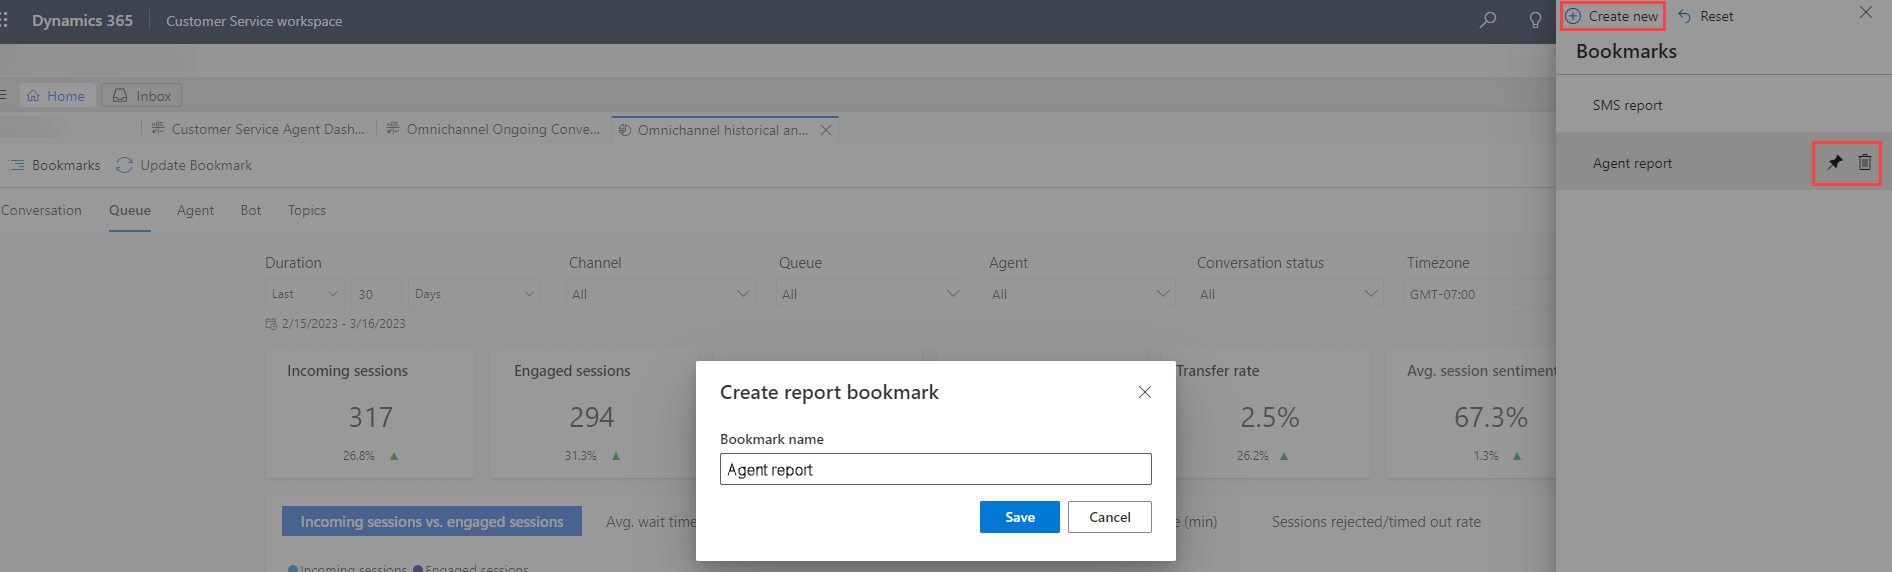 Dynamics 365
Customer Service workspace
Create new
Reset
Bookmarks
SMS report
Agent report
Home
Inbox
Customer Service Agent Dash...
Omnichannel Ongoing Conve...
Omnichannel historical an...
Bookmarks
Update Bookmark
Conversation
Queue
Agent
Bot
Topics
Duration
Channel
Queue
Agent
Conversation status
Timezone
Last
30
Days
All
All
All
All
GMT-07:00
2/15/2023 - 3/16/2023
Incoming sessions
317
26.8%
Engaged sessions
294
31.3%
Transfer rate
2.5%
26.2%
Avg. session sentiment
67.3%
1.3%
Create report bookmark
Bookmark name
Agent report
Save
Cancel
Incoming sessions vs. engaged sessions
Avg. wait time
(min)
Sessions rejected/timed out rate
Incoming sessions
Engaged sessions